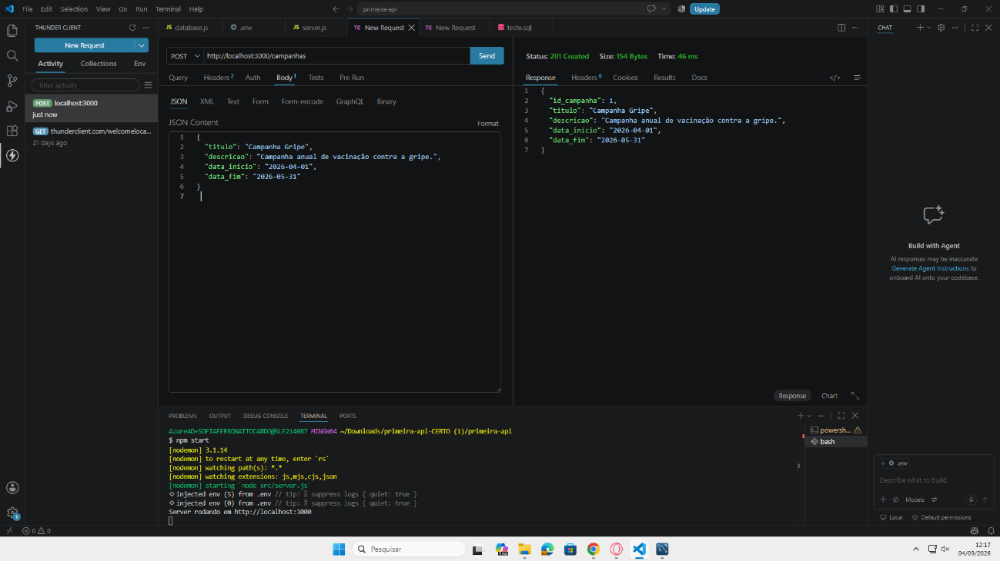 File Edit Selection View Go Run Terminal Help
primeira-api
Update
THUNDER CLIENT
New Request
Activity Collections Env
filter activity
POST localhost:3000
just now
GET thunderclient.com/welcomeloca...
21 days ago
JS database.js
.env
JS server.js
TC New Request
TC New Request
teste.sql
POST http://localhost:3000/campanhas Send
Query Headers 2 Auth Body 1 Tests Pre Run
JSON XML Text Form Form-encode GraphQL Binary
JSON Content Format
1 {
2 "titulo": "Campanha Gripe",
3 "descricao": "Campanha anual de vacinação contra a gripe.",
4 "data_inicio": "2026-04-01",
5 "data_fim": "2026-05-31"
6 }
7
Status: 201 Created Size: 154 Bytes Time: 46 ms
Response Headers 6 Cookies Results Docs
1 {
2 "id_campanha": 1,
3 "titulo": "Campanha Gripe",
4 "descricao": "Campanha anual de vacinação contra a gripe.",
5 "data_inicio": "2026-04-01",
6 "data_fim": "2026-05-31"
7 }
Response Chart
PROBLEMS OUTPUT DEBUG CONSOLE TERMINAL PORTS
AzureAD+SOFIAFERRONATTOCARDO@SLE214087 MINGW64 ~/Downloads/primeira-api-CERTO (1)/primeira-api
$ npm start
[nodemon] 3.1.14
[nodemon] to restart at any time, enter `rs`
[nodemon] watching path(s): *.*
[nodemon] watching extensions: js,mjs,cjs,json
[nodemon] starting `node src/server.js`
◇ injected env (5) from .env // tip: suppress logs { quiet: true }
◇ injected env (0) from .env // tip: suppress logs { quiet: true }
Server rodando em http://localhost:3000
powersh...
bash
CHAT
Build with Agent
AI responses may be inaccurate
Generate Agent Instructions to
onboard AI onto your codebase.
.env
Describe what to build
Models
Local Default permissions
1
0 0
Pesquisar
12:17
04/09/2026